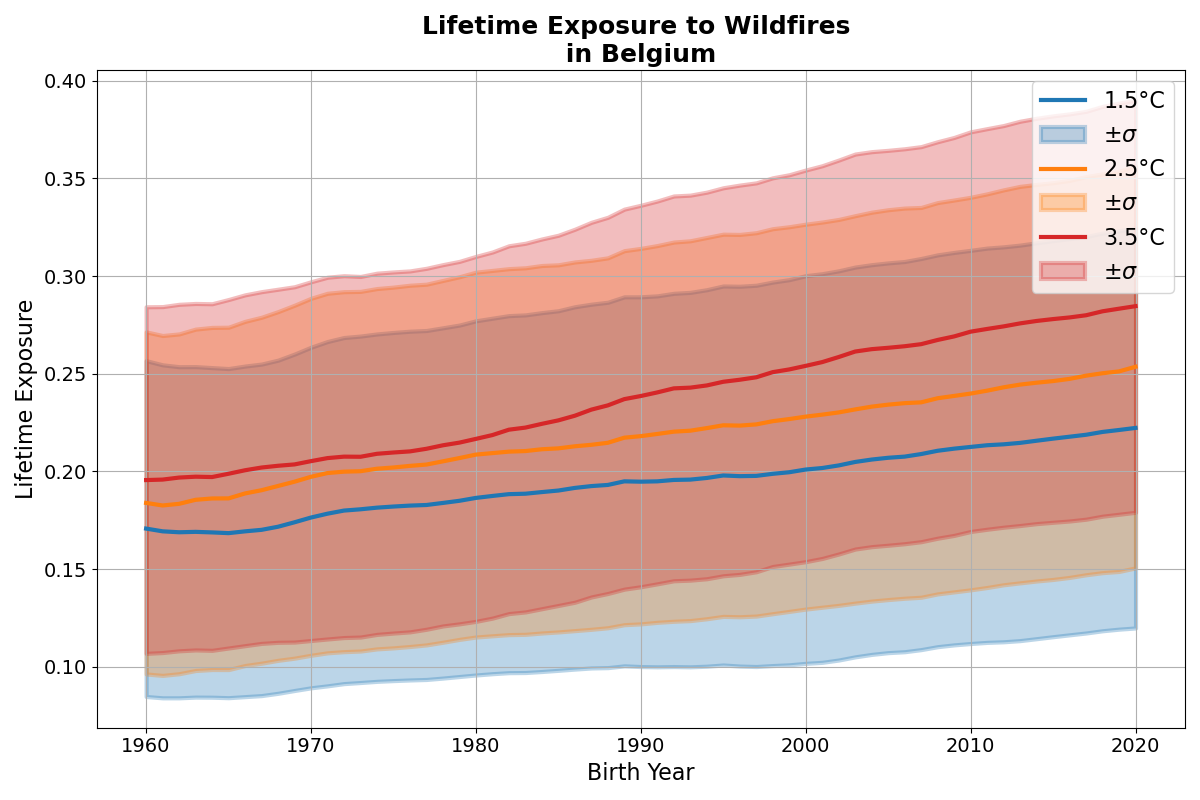 Lifetime Exposure to Wildfires
in Belgium
Lifetime Exposure
0.40
0.35
0.30
0.25
0.20
0.15
0.10
1.5°C
±σ
2.5°C
±σ
3.5°C
±σ
1960 1970 1980 1990 2000 2010 2020
Birth Year